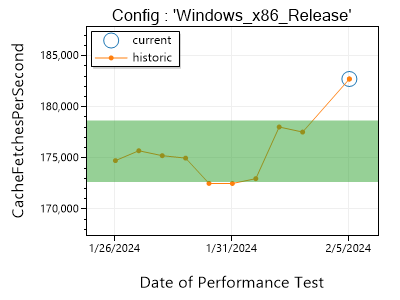 Config : 'Windows_x86_Release'
current
historic
CacheFetchesPerSecond
185,000
180,000
175,000
170,000
1/26/2024
1/31/2024
2/5/2024
Date of Performance Test